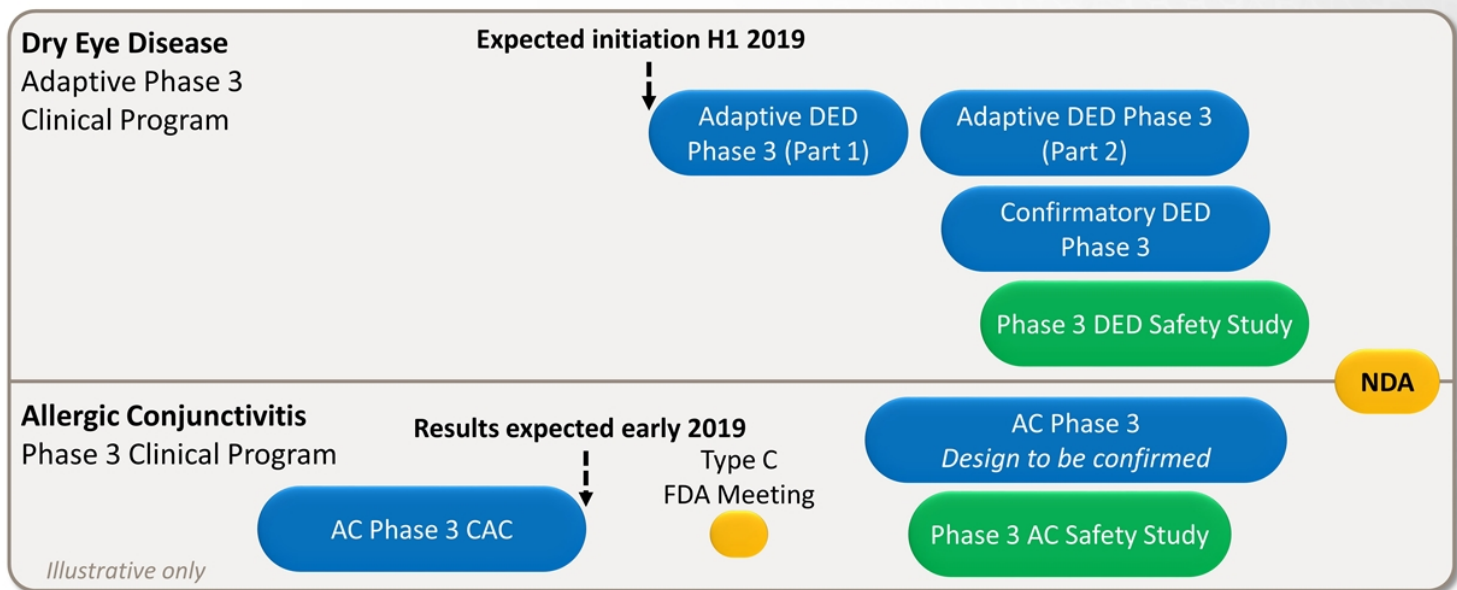 Dry Eye Disease
Adaptive Phase 3
Clinical Program
Expected initiation H1 2019
Adaptive DED
Phase 3 (Part 1)
Adaptive DED Phase 3
(Part 2)
Confirmatory DED
Phase 3
Phase 3 DED Safety Study
NDA
Allergic Conjunctivitis
Phase 3 Clinical Program
Results expected early 2019
Type C
FDA Meeting
AC Phase 3
Design to be confirmed
AC Phase 3 CAC
Phase 3 AC Safety Study
Illustrative only